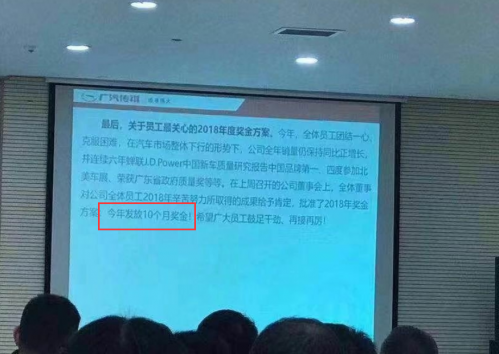 广汽传祺
最后，关于员工最关心的2018年度奖金方案。今年，全体员工团结一心，
克服困难，在汽车市场整体下行的形势下，公司全年销量仍保持同比正增长，
并连续六年蝉联J.D.Power中国新车质量研究报告中国品牌第一、四度参加北
美车展、荣获广东省政府质量奖等等，在上周召开的公司董事会上，全体董事
对公司全体员工2018年辛苦努力所取得的成果给予肯定，批准了2018年奖金
方案，今年发放10个月奖金！希望广大员工鼓足干劲、再接再厉！